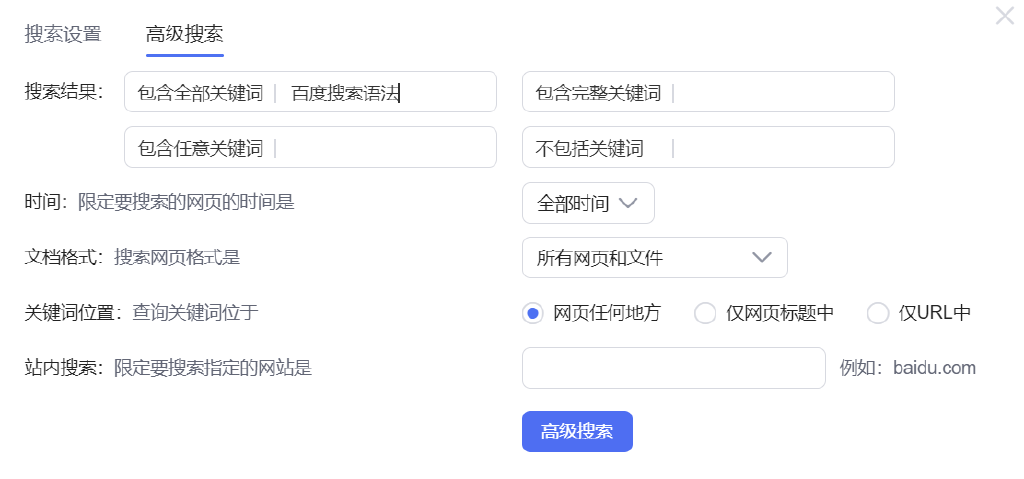 搜索设置 高级搜索
搜索结果： 包含全部关键词 百度搜索语法 包含完整关键词
包含任意关键词 不包括关键词
时间：限定要搜索的网页的时间是 全部时间
文档格式：搜索网页格式是 所有网页和文件
关键词位置：查询关键词位于 网页任何地方 仅网页标题中 仅URL中
站内搜索：限定要搜索指定的网站是 例如：baidu.com
高级搜索